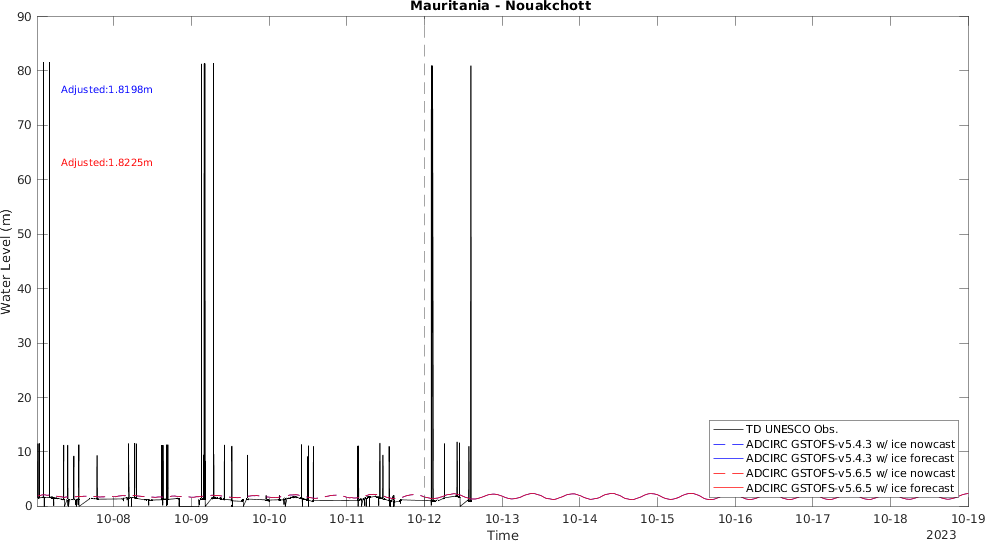 Mauritania - Nouakchott
90
80
70
60
50
40
30
20
10
0
Water Level (m)
Adjusted:1.8198m
Adjusted:1.8225m
TD UNESCO Obs.
ADCIRC GSTOFS-v5.4.3 w/ ice nowcast
ADCIRC GSTOFS-v5.4.3 w/ ice forecast
ADCIRC GSTOFS-v5.6.5 w/ ice nowcast
ADCIRC GSTOFS-v5.6.5 w/ ice forecast
10-08 10-09 10-10 10-11 10-12 10-13 10-14 10-15 10-16 10-17 10-18 10-19
Time
2023